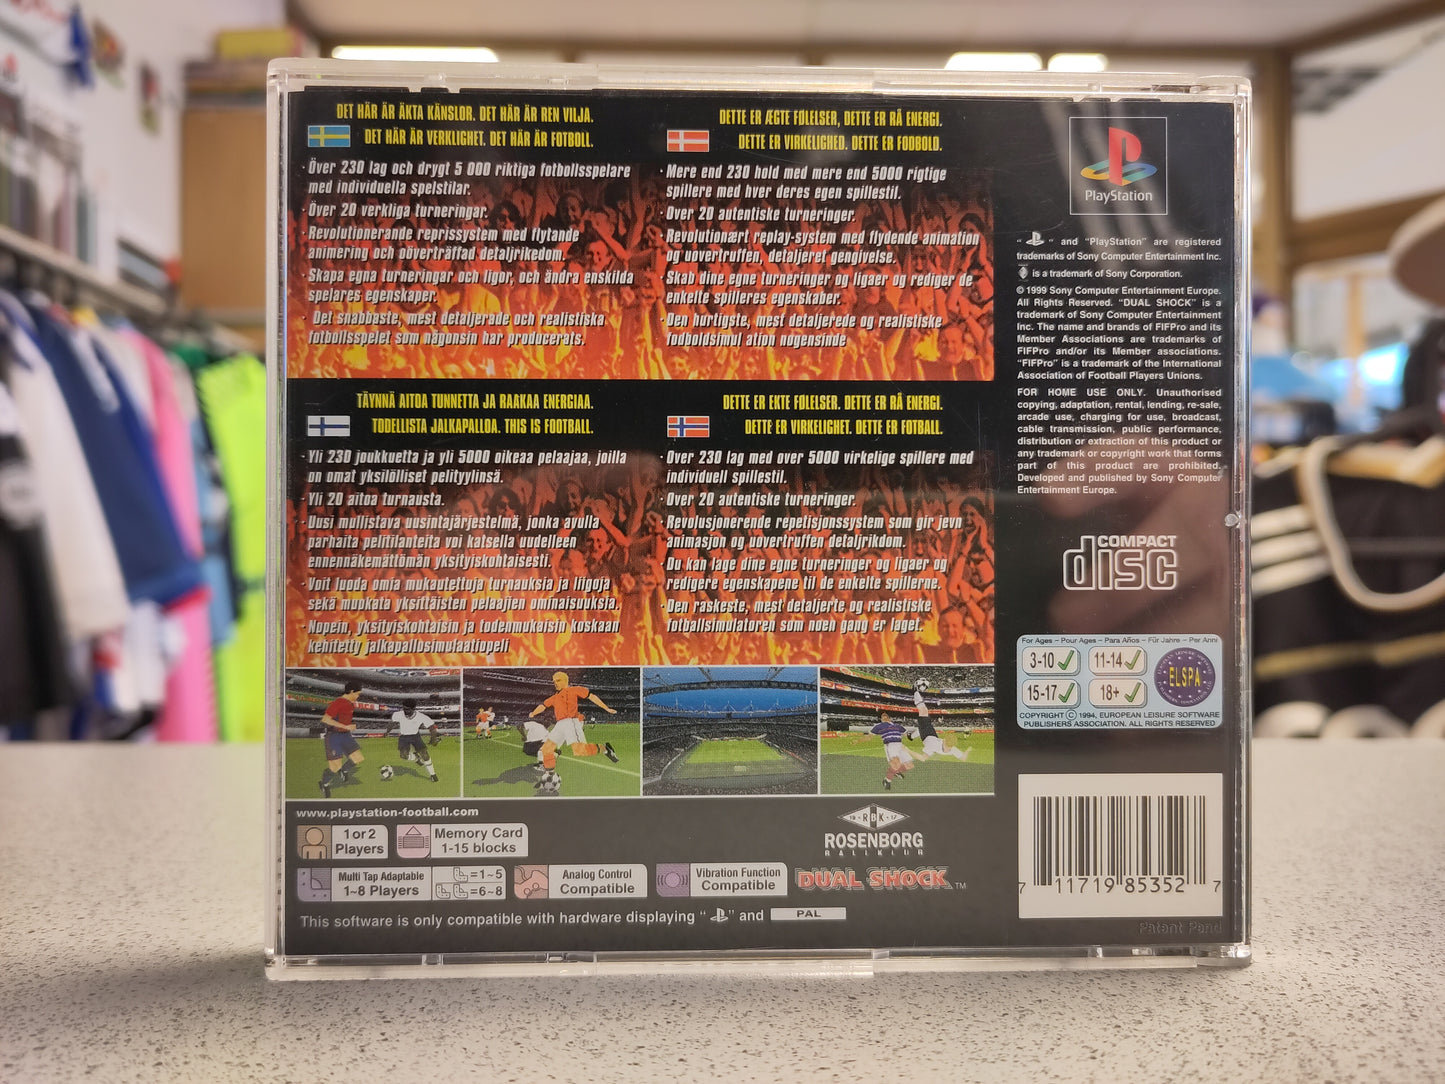 DET HÄR ÄR ÄKTA KÄNSLOR. DET HÄR ÄR REN VILJA.
DET HÄR ÄR VERKLIGHET. DET HÄR ÄR FOTBOLL.
· Över 230 lag och drygt 5 000 riktiga fotbollsspelare
med individuella spelstilar.
· Över 20 verkliga turneringar.
· Revolutionerande reprissystem med flytande
animering och oöverträffad detaljrikedom.
· Skapa egna turneringar och ligor, och ändra enskilda
spelares egenskaper.
· Det snabbaste, mest detaljerade och realistiska
fotbollsspelet som någonsin har producerats.
DETTE ER ÆGTE FØLELSER, DETTE ER RÅ ENERGI.
DETTE ER VIRKELIGHED. DETTE ER FODBOLD.
· Mere end 230 hold med mere end 5000 rigtige
spillere med hver deres egen spillestil.
· Over 20 autentiske turneringer.
· Revolutionært replay-system med flydende animation
og uovertruffen, detaljeret gengivelse.
· Skab dine egne turneringer og ligaer og rediger de
enkelte spilleres egenskaber.
· Den hurtigste, mest detaljerede og realistiske
fodboldsimul ation nogensinde
TÄYNNÄ AITOA TUNNETTA JA RAAKAA ENERGIAA.
TODELLISTA JALKAPALLOA. THIS IS FOOTBALL.
· Yli 230 joukkuetta ja yli 5000 oikeaa pelaajaa, joilla
on omat yksilölliset pelityylinsä.
· Yli 20 aitoa turnausta.
· Uusi mullistava uusintajärjestelmä, jonka avulla
parhaita pelitilanteita voi katsella uudelleen
ennennäkemättömän yksityiskohtaisesti.
· Voit luoda omia mukautettuja turnauksia ja liigoja
sekä muokata yksittäisten pelaajien ominaisuuksia.
· Nopein, yksityiskohtaisin ja todenmukaisin koskaan
kehitetty jalkapallosimulaatiopeli
DETTE ER EKTE FØLELSER. DETTE ER RÅ ENERGI.
DETTE ER VIRKELIGHET. DETTE ER FOTBALL.
· Over 230 lag med over 5000 virkelige spillere med
individuell spillestil.
· Over 20 autentiske turneringer.
· Revolusjonerende repetisjonssystem som gir jevn
animasjon og uovertruffen detaljrikdom.
· Du kan lage dine egne turneringer og ligaer og
redigere egenskapene til de enkelte spillerne.
· Den raskeste, mest detaljerte og realistiske
fotballsimulatoren som noen gang er laget.
PlayStation
" " and "PlayStation" are registered
trademarks of Sony Computer Entertainment Inc.
is a trademark of Sony Corporation.
© 1999 Sony Computer Entertainment Europe.
All Rights Reserved. "DUAL SHOCK" is a
trademark of Sony Computer Entertainment
Inc. The name and brands of FIFPro and its
Member Associations are trademarks of
FIFPro and/or its Member associations.
"FIFPro" is a trademark of the International
Association of Football Players Unions.
FOR HOME USE ONLY. Unauthorised
copying, adaptation, rental, lending, re-sale,
arcade use, charging for use, broadcast,
cable transmission, public performance,
distribution or extraction of this product or
any trademark or copyright work that forms
part of this product are prohibited.
Developed and published by Sony Computer
Entertainment Europe.
COMPACT
disc
For Ages – Pour Ages – Para Años – Für Jahre – Per Anni
3-10 11-14
15-17 18+
ELSPA
COPYRIGHT © 1994, EUROPEAN LEISURE SOFTWARE
PUBLISHERS ASSOCIATION. ALL RIGHTS RESERVED
www.playstation-football.com
1 or 2
Players
Memory Card
1-15 blocks
Multi Tap Adaptable
1~8 Players
=1~5
=6~8
Analog Control
Compatible
Vibration Function
Compatible
19 - RBK - 17
ROSENBORG
BALLKLUB
DUAL SHOCK™
This software is only compatible with hardware displaying " " and PAL
7 11719 85352 7
Patent Pend